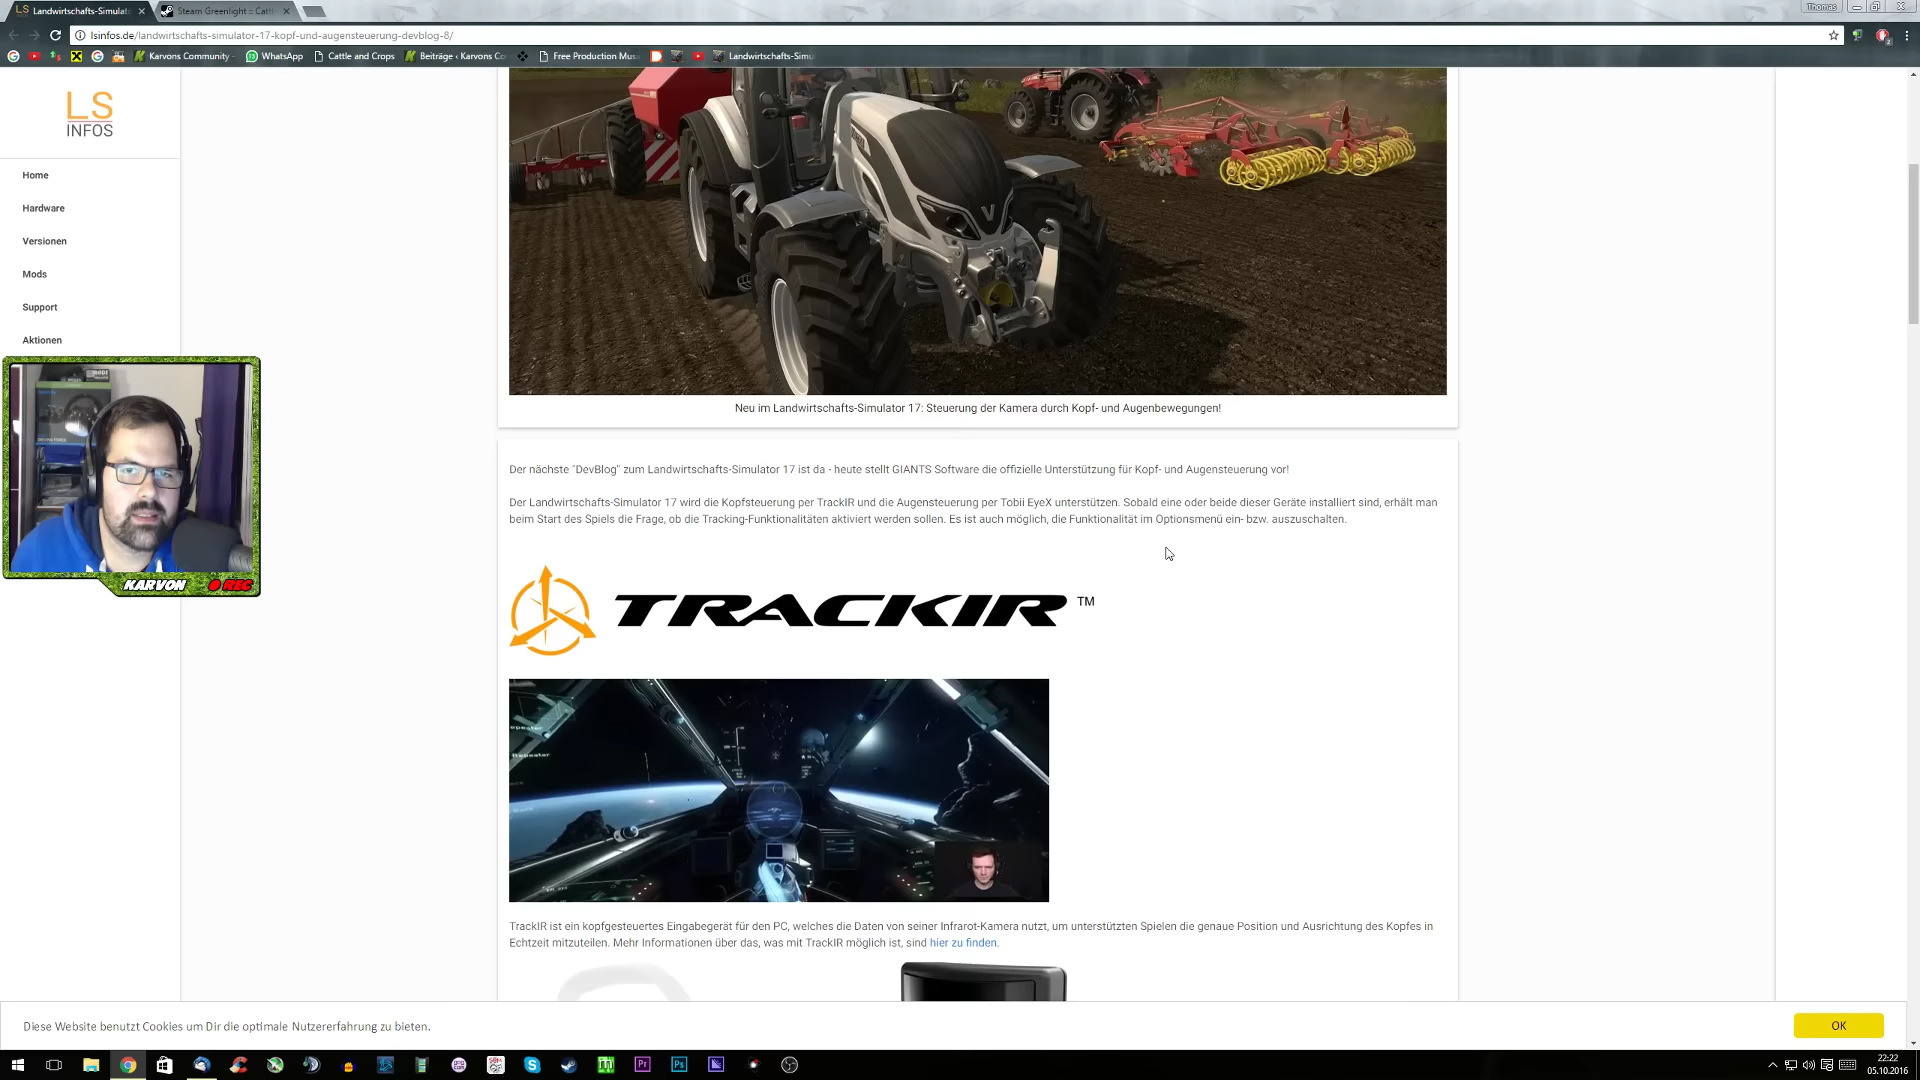 Landwirtschafts-Simulat
Steam Greenlight :: Cattl
Thomas
lsinfos.de/landwirtschafts-simulator-17-kopf-und-augensteuerung-devblog-8/
Karvons Community -
WhatsApp
Cattle and Crops
Beiträge ‹ Karvons Co
Free Production Mus
Landwirtschafts-Simu
LS
INFOS
Home
Hardware
Versionen
Mods
Support
Aktionen
KARVON
REC
Neu im Landwirtschafts-Simulator 17: Steuerung der Kamera durch Kopf- und Augenbewegungen!
Der nächste "DevBlog" zum Landwirtschafts-Simulator 17 ist da - heute stellt GIANTS Software die offizielle Unterstützung für Kopf- und Augensteuerung vor!
Der Landwirtschafts-Simulator 17 wird die Kopfsteuerung per TrackIR und die Augensteuerung per Tobii EyeX unterstützen. Sobald eine oder beide dieser Geräte installiert sind, erhält man
beim Start des Spiels die Frage, ob die Tracking-Funktionalitäten aktiviert werden sollen. Es ist auch möglich, die Funktionalität im Optionsmenü ein- bzw. auszuschalten.
TRACKIR ™
TrackIR ist ein kopfgesteuertes Eingabegerät für den PC, welches die Daten von seiner Infrarot-Kamera nutzt, um unterstützten Spielen die genaue Position und Ausrichtung des Kopfes in
Echtzeit mitzuteilen. Mehr Informationen über das, was mit TrackIR möglich ist, sind hier zu finden.
Diese Website benutzt Cookies um Dir die optimale Nutzererfahrung zu bieten.
OK
22:22
05.10.2016